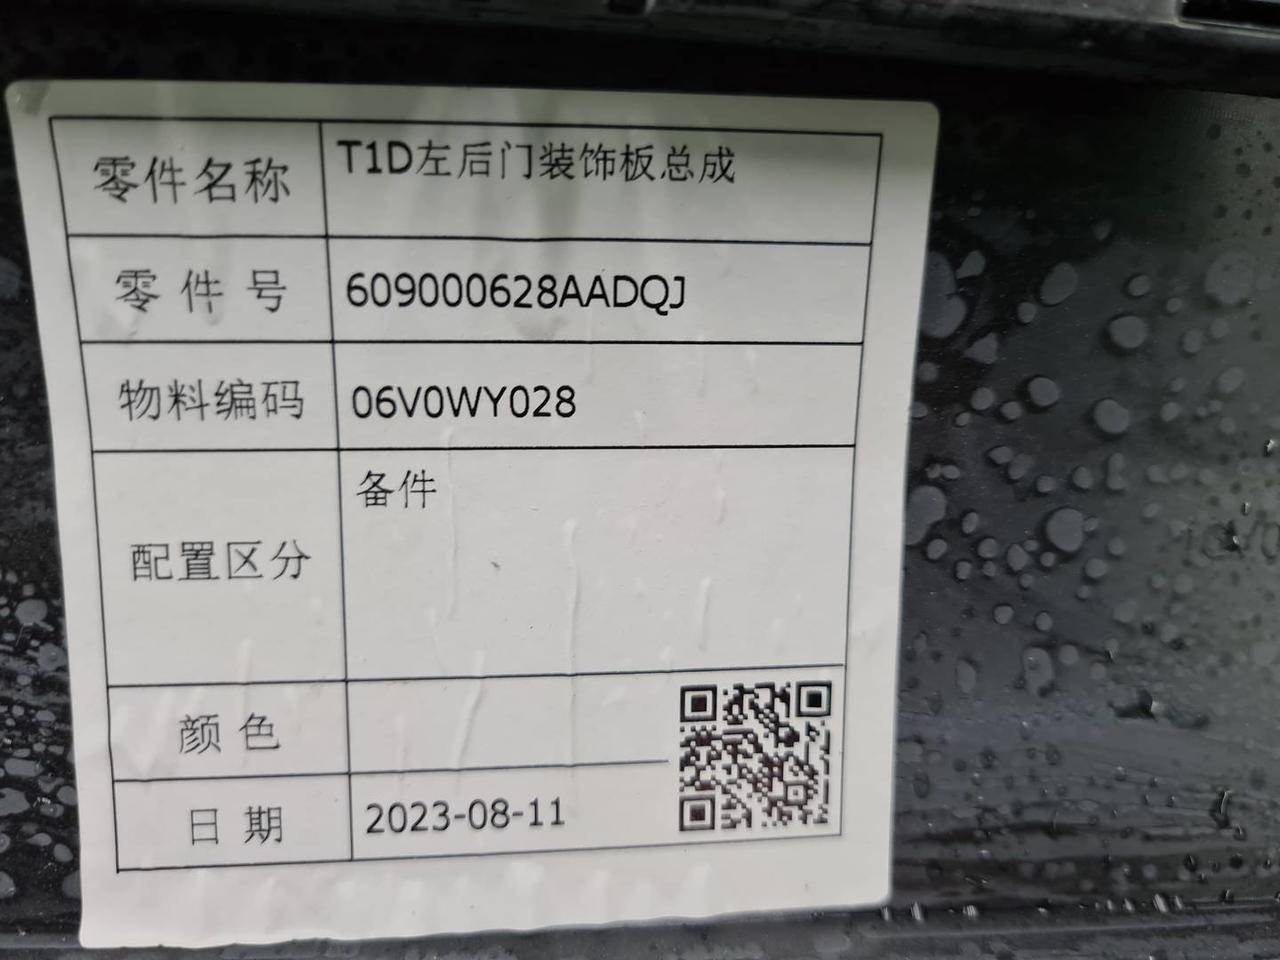 零件名称 T1D左后门装饰板总成
零件号 609000628AADQJ
物料编码 06V0WY028
配置区分 备件
颜色
日期 2023-08-11